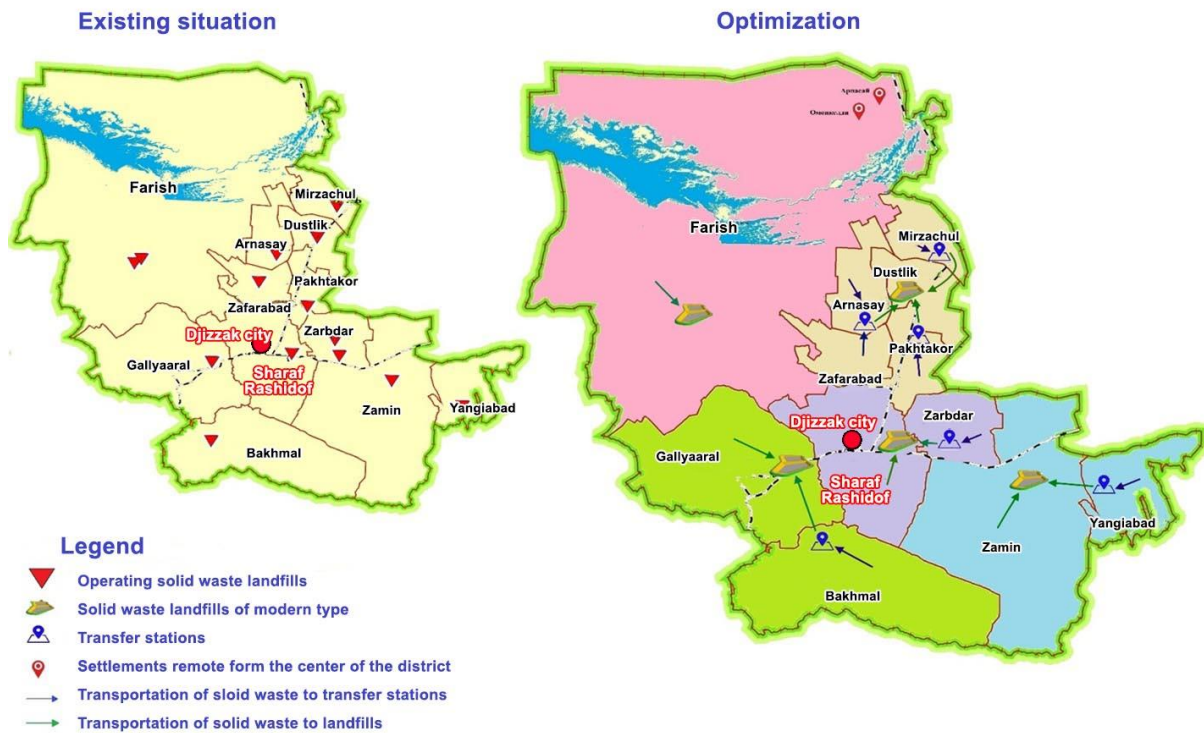 Existing situation
Farish
Mirzachul
Dustlik
Arnasay
Pakhtakor
Zafarabad
Djizzak city
Zarbdar
Gallyaaral
Sharaf
Rashidof
Zamin
Yangiabad
Bakhmal
Optimization
Арнасай
Farish
Mirzachul
Dustlik
Arnasay
Pakhtakor
Zafarabad
Djizzak city
Zarbdar
Gallyaaral
Sharaf
Rashidof
Zamin
Yangiabad
Bakhmal
Legend
Operating solid waste landfills
Solid waste landfills of modern type
Transfer stations
Settlements remote form the center of the district
Transportation of sloid waste to transfer stations
Transportation of solid waste to landfills